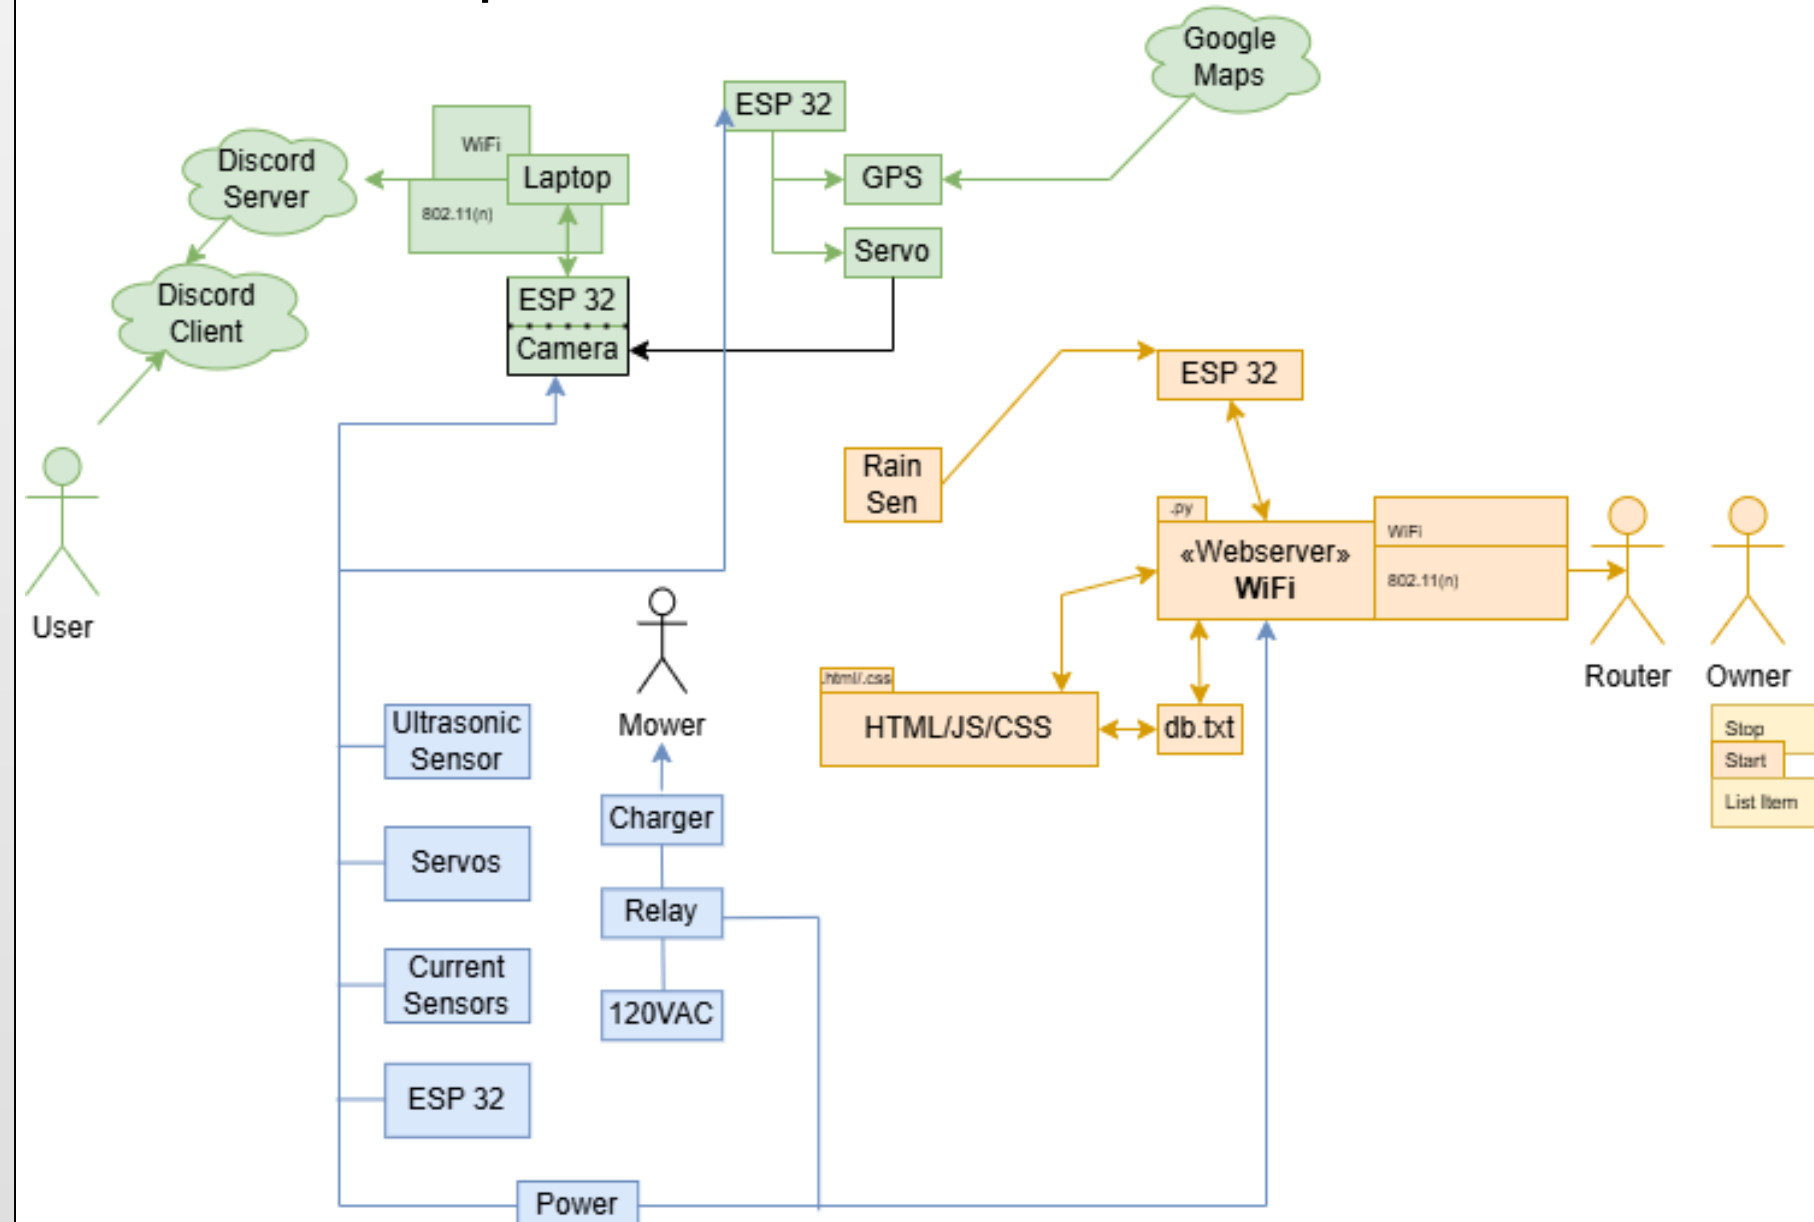 Google
Maps
ESP 32
WiFi
Discord
Server
Laptop
GPS
802.11(n)
Servo
Discord
Client
ESP 32
Camera
ESP 32
Rain
Sen
.py
«Webserver»
WiFi
WiFi
802.11(n)
User
Router
Owner
Mower
.html/.css
HTML/JS/CSS
db.txt
Stop
Start
List Item
Ultrasonic
Sensor
Charger
Servos
Relay
Current
Sensors
120VAC
ESP 32
Power